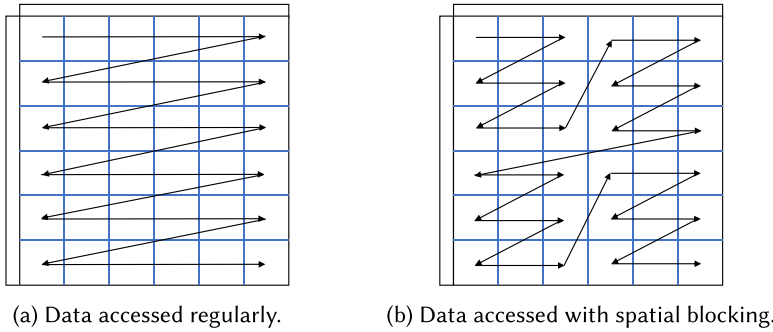 (a) Data accessed regularly.
(b) Data accessed with spatial blocking.